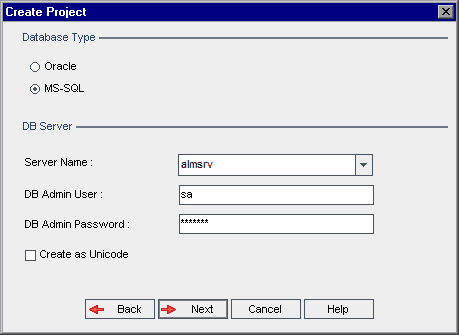 Create Project
Database Type
Oracle
MS-SQL
DB Server
Server Name :
almsrv
DB Admin User :
sa
DB Admin Password :
*******
Create as Unicode
Back
Next
Cancel
Help